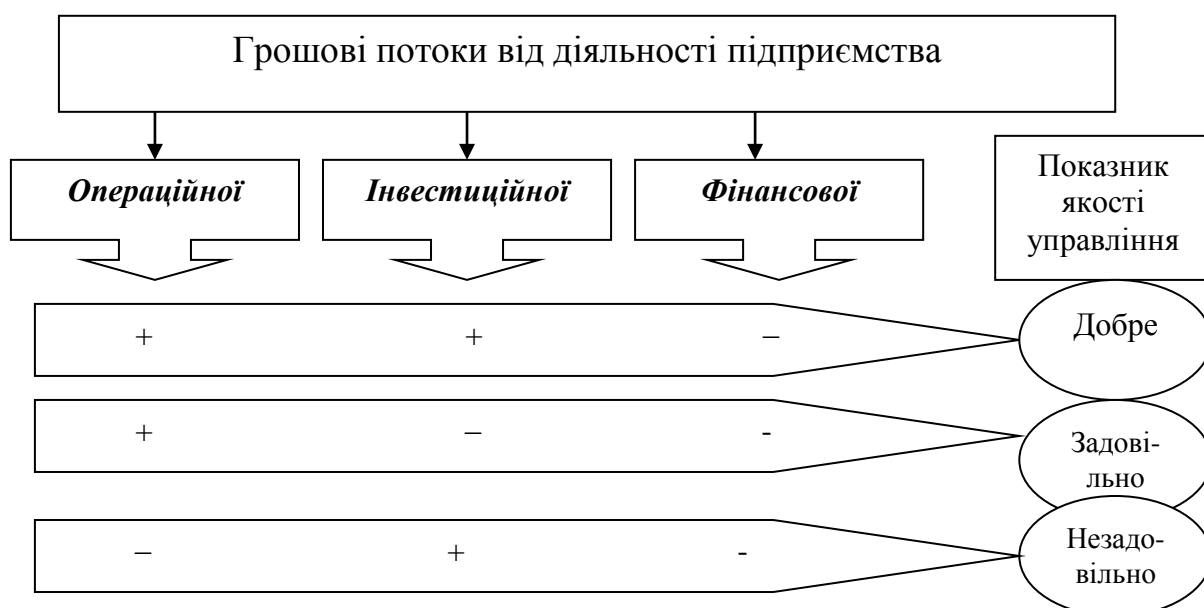 Грошові потоки від діяльності підприємства
Операційної
Інвестиційної
Фінансової
Показник
якості
управління
+ + –
Добре
+ – -
Задові-
льно
– + -
Незадо-
вільно